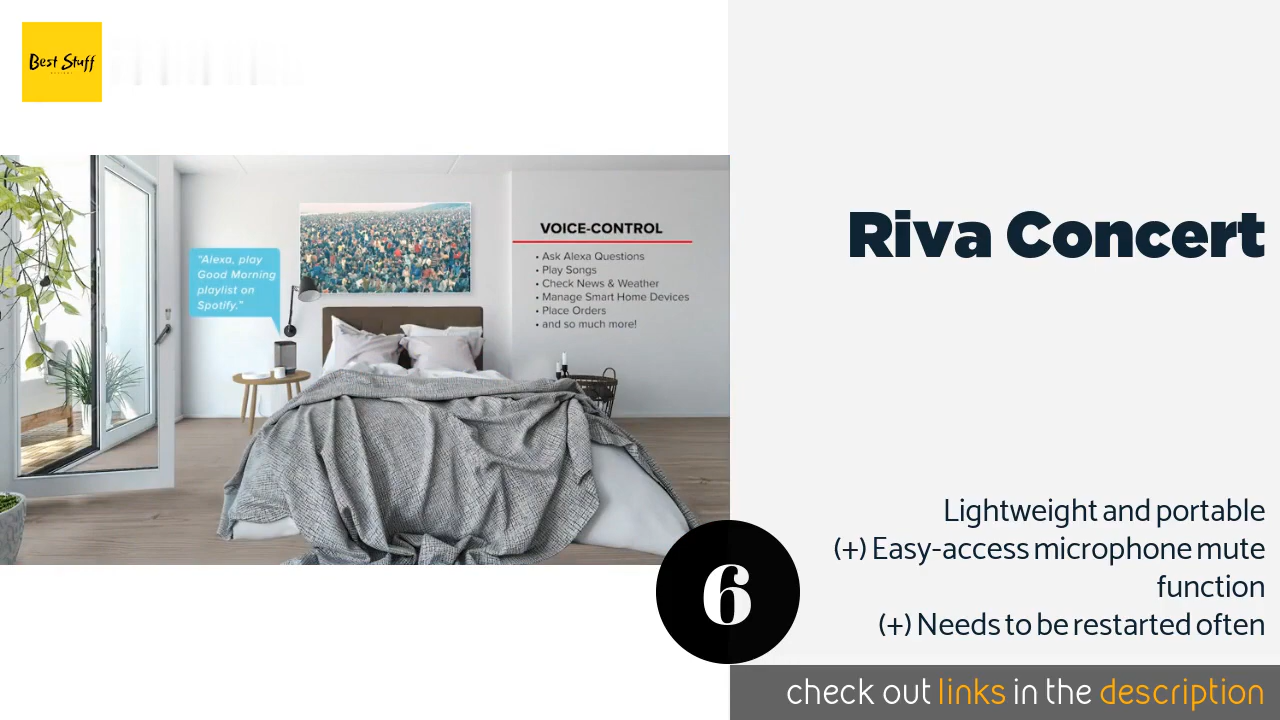 Best Stuff
Riva Concert
"Alexa, play
Good Morning
playlist on
Spotify."
VOICE-CONTROL
• Ask Alexa Questions
• Play Songs
• Check News & Weather
• Manage Smart Home Devices
• Place Orders
• and so much more!
Lightweight and portable
(+) Easy-access microphone mute
function
(+) Needs to be restarted often
6
check out links in the description